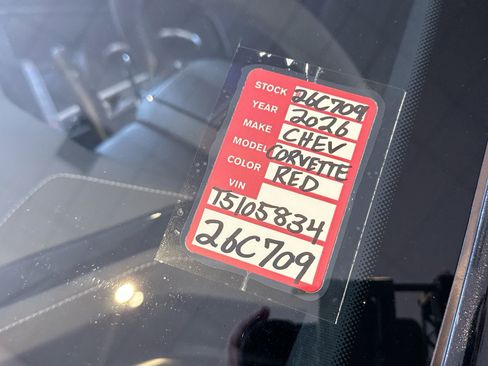 STOCK 26C709
YEAR 2026
MAKE CHEV
MODEL CORVETTE
COLOR RED
VIN
T5105834
26C709